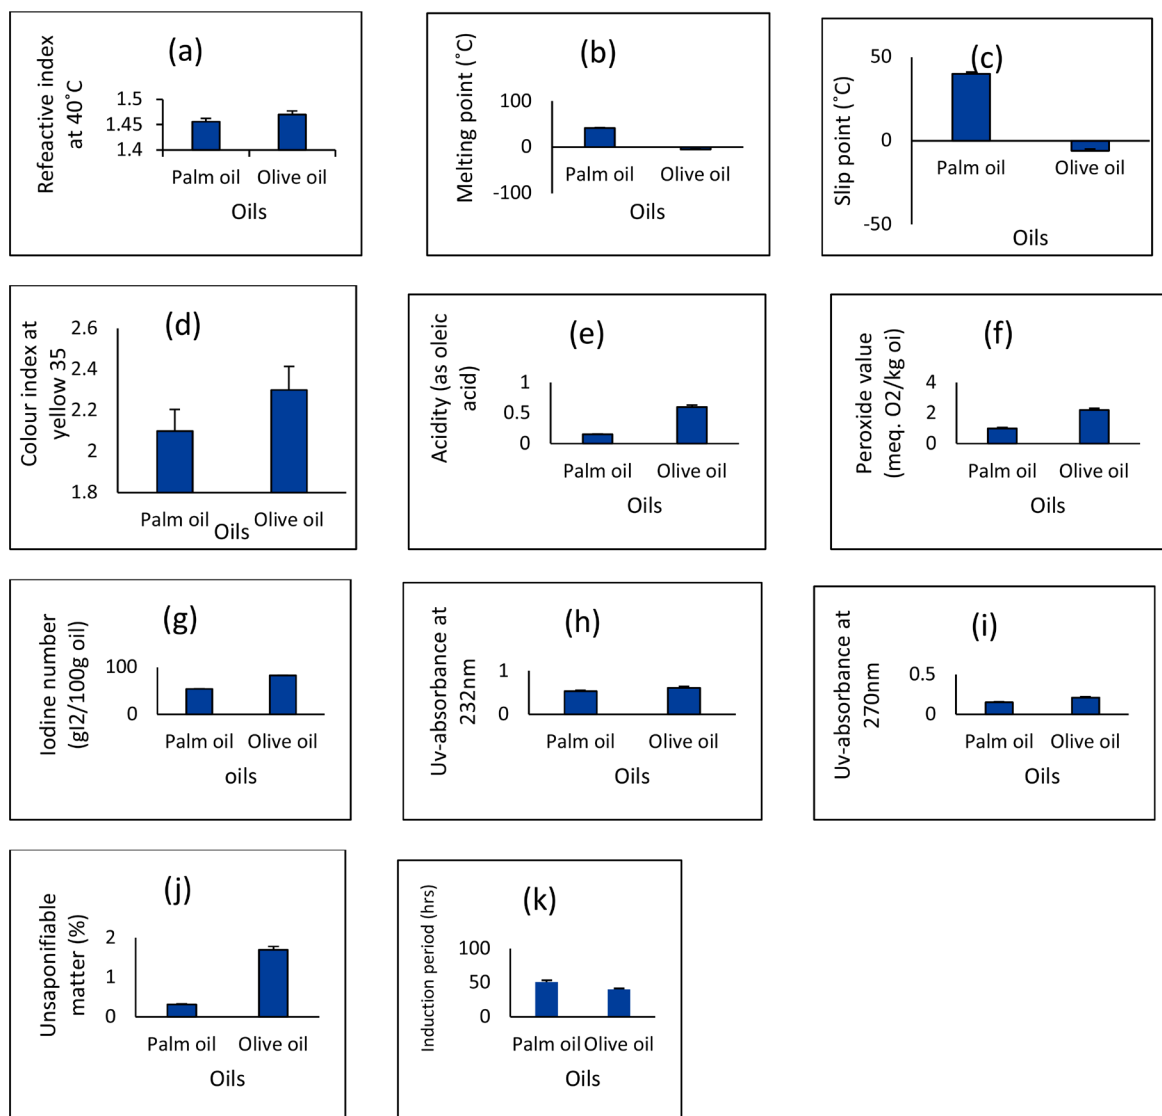 (a)
Refeactive index
at 40˚C
1.5
1.45
1.4
Palm oil Olive oil
Oils
(b)
Melting point (˚C)
100
0
-100
Palm oil Olive oil
Oils
(c)
Slip point (˚C)
50
0
-50
Palm oil Olive oil
Oils
(d)
Colour index at
yellow 35
2.6
2.4
2.2
2
1.8
Palm oil Olive oil
Oils
(e)
Acidity (as oleic
acid)
1
0.5
0
Palm oil Olive oil
Oils
(f)
Peroxide value
(meq. O2/kg oi)
4
2
0
Palm oil Olive oil
Oils
(g)
Iodine number
(gI2/100g oil)
100
0
Palm oil Olive oil
oils
(h)
Uv-absorbance at
232nm
1
0
Palm oil Olive oil
Oils
(i)
Uv-absorbance at
270nm
0.5
0
Palm oil Olive oil
Oils
(j)
Unsaponifiable
matter (%)
2
1
0
Palm oil Olive oil
Oils
(k)
Induction period (hrs)
100
50
0
Palm oil Olive oil
Oils